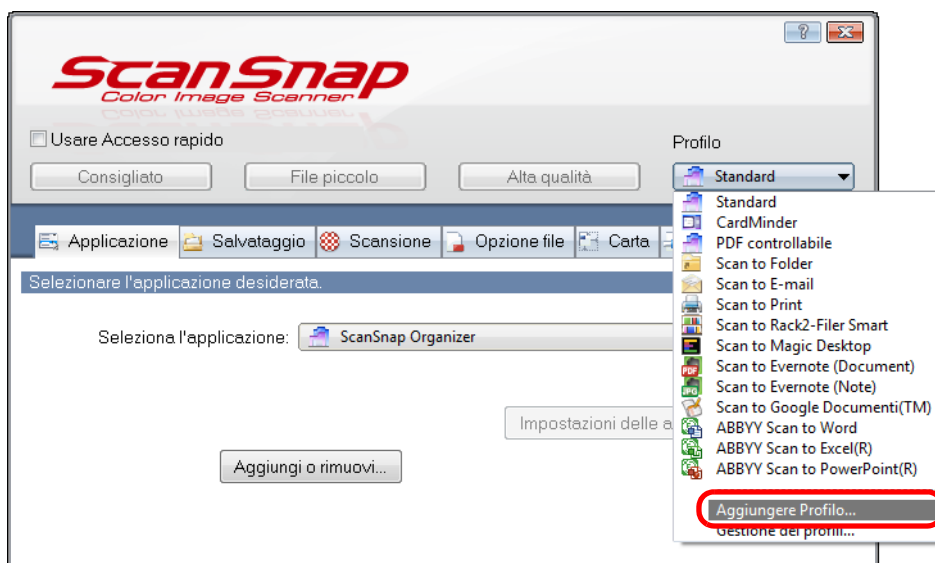 ScanSnap
Color Image Scanner
Usare Accesso rapido
Profilo
Consigliato
File piccolo
Alta qualità
Standard
Applicazione
Salvataggio
Scansione
Opzione file
Carta
Selezionare l'applicazione desiderata.
Seleziona l'applicazione:
ScanSnap Organizer
Impostazioni delle a
Aggiungi o rimuovi...
Standard
CardMinder
PDF controllabile
Scan to Folder
Scan to E-mail
Scan to Print
Scan to Rack2-Filer Smart
Scan to Magic Desktop
Scan to Evernote (Document)
Scan to Evernote (Note)
Scan to Google Documenti(TM)
ABBYY Scan to Word
ABBYY Scan to Excel(R)
ABBYY Scan to PowerPoint(R)
Aggiungere Profilo...
Gestione dei profili...